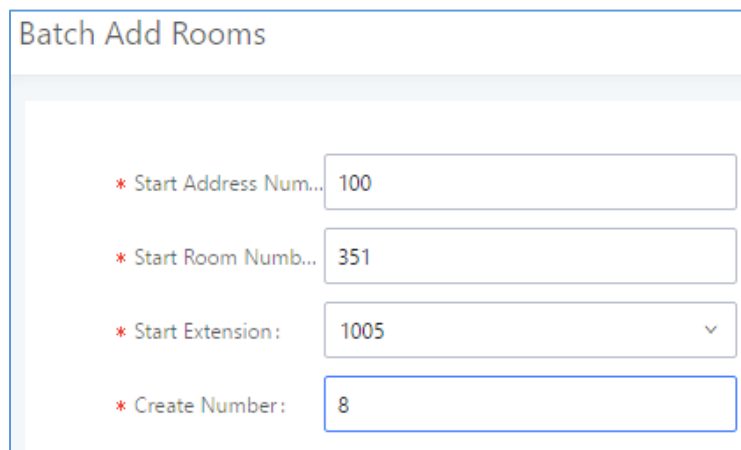 Batch Add Rooms
* Start Address Num... 100
* Start Room Numb... 351
* Start Extension: 1005
* Create Number: 8